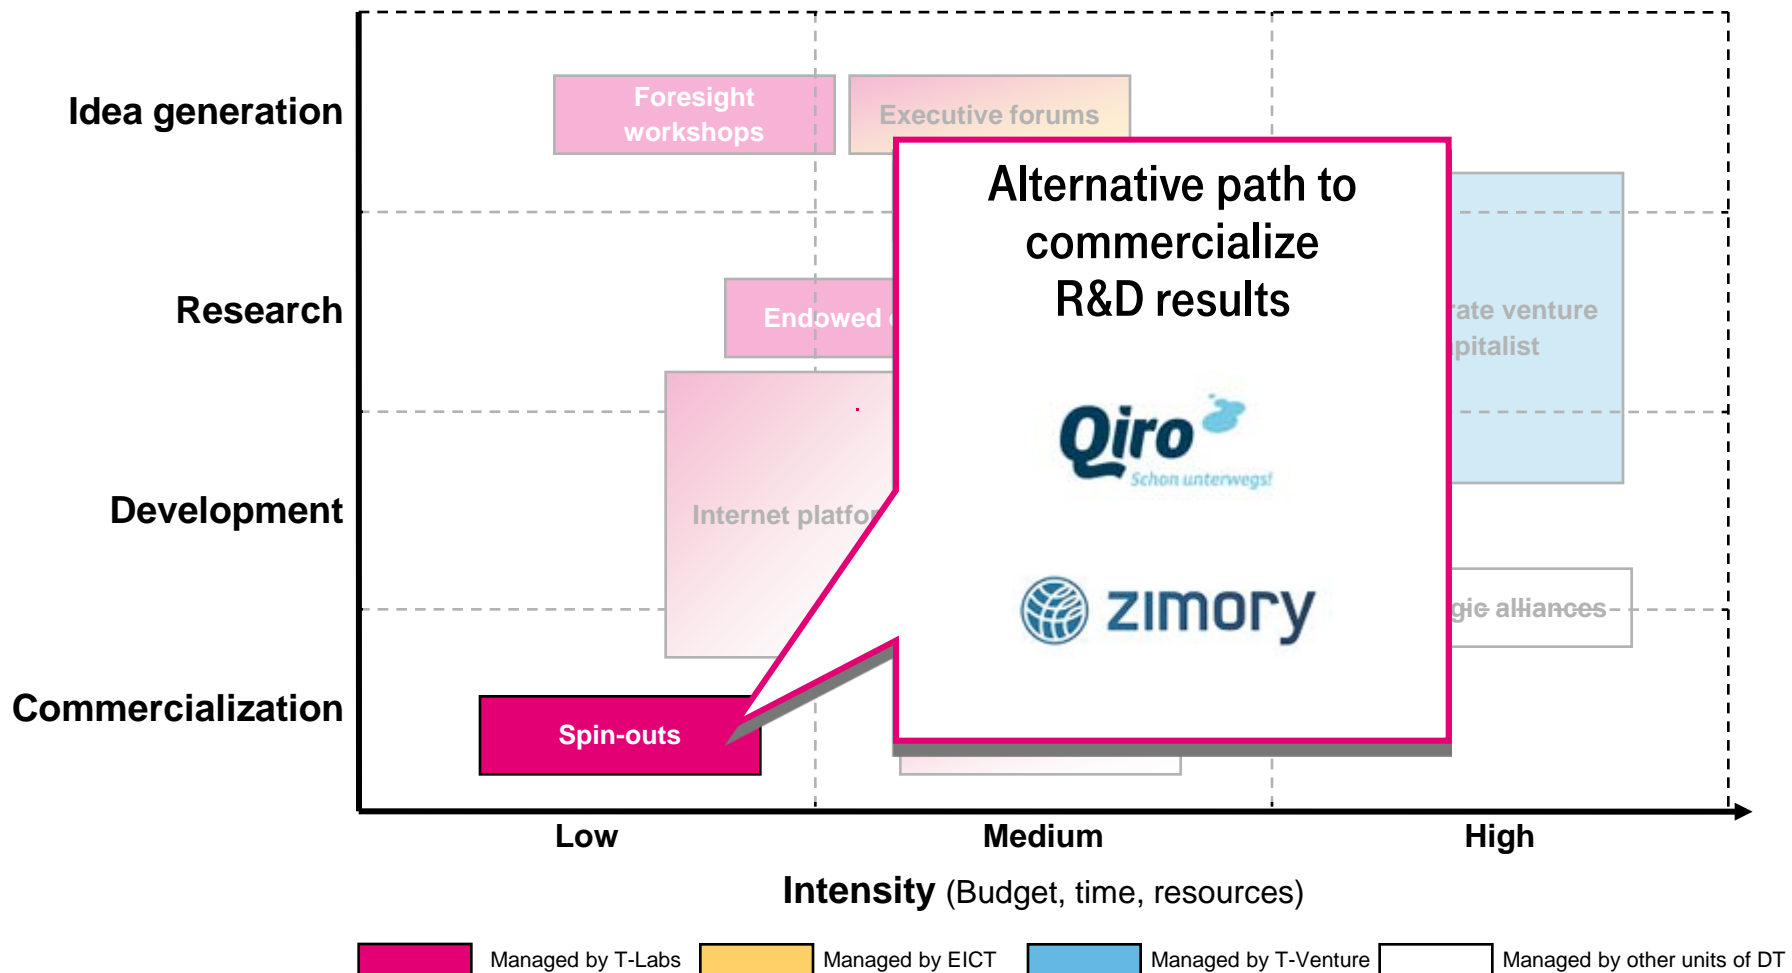 Idea generation
Foresight
workshops
Executive forums
Alternative path to
commercialize
R&D results
Research
Endowed
rate venture
pitalist
Qiro
Schon unterwegs!
Development
Internet platfor
zimory
gic alliances
Commercialization
Spin-outs
Low
Medium
High
Intensity (Budget, time, resources)
Managed by T-Labs
Managed by EICT
Managed by T-Venture
Managed by other units of DT